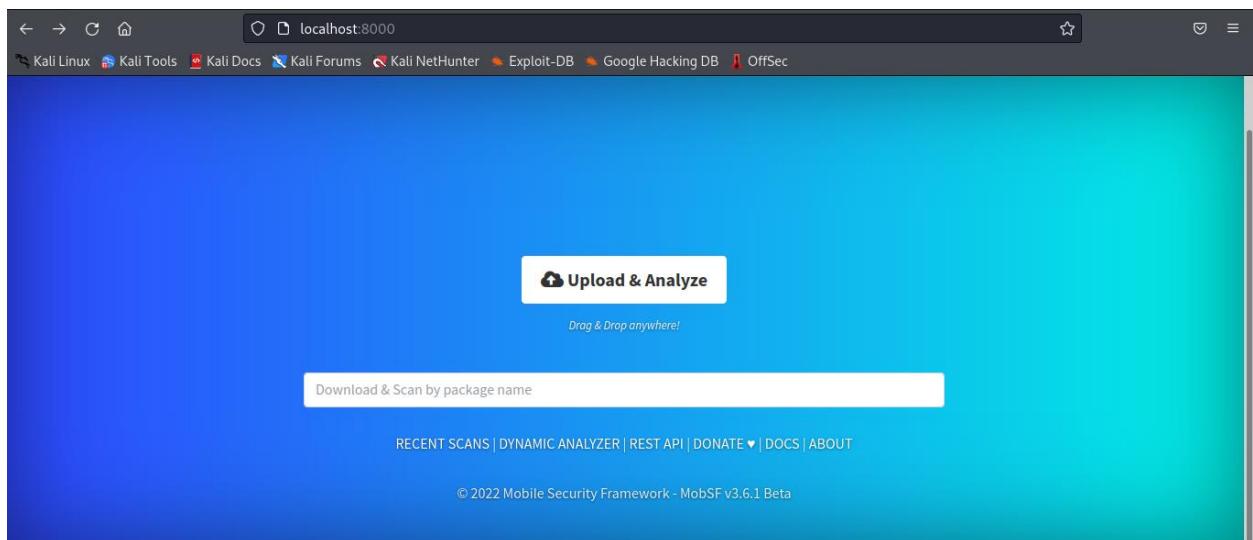 localhost:8000
Kali Linux Kali Tools Kali Docs Kali Forums Kali NetHunter Exploit-DB Google Hacking DB OffSec
Upload & Analyze
Drag & Drop anywhere!
Download & Scan by package name
RECENT SCANS | DYNAMIC ANALYZER | REST API | DONATE ♥ | DOCS | ABOUT
© 2022 Mobile Security Framework - MobSF v3.6.1 Beta